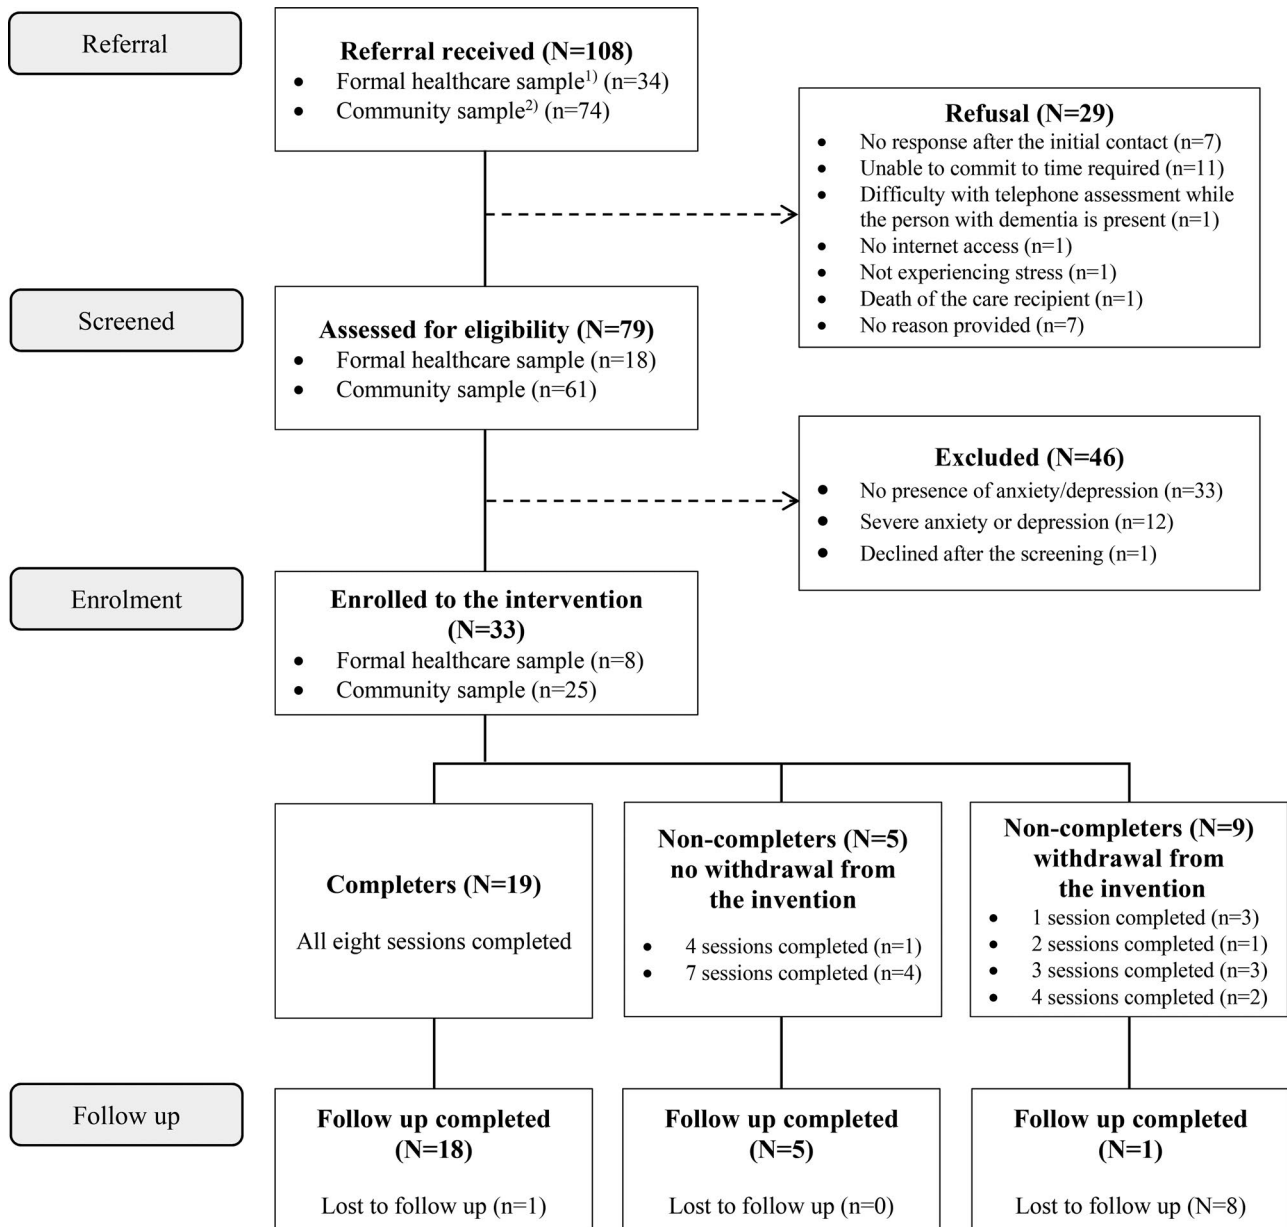 Referral
Referral received (N=108)
• Formal healthcare sample1) (n=34)
• Community sample2) (n=74)
Refusal (N=29)
• No response after the initial contact (n=7)
• Unable to commit to time required (n=11)
• Difficulty with telephone assessment while
the person with dementia is present (n=1)
• No internet access (n=1)
• Not experiencing stress (n=1)
• Death of the care recipient (n=1)
• No reason provided (n=7)
Screened
Assessed for eligibility (N=79)
• Formal healthcare sample (n=18)
• Community sample (n=61)
Excluded (N=46)
• No presence of anxiety/depression (n=33)
• Severe anxiety or depression (n=12)
• Declined after the screening (n=1)
Enrolment
Enrolled to the intervention
(N=33)
• Formal healthcare sample (n=8)
• Community sample (n=25)
Completers (N=19)
All eight sessions completed
Non-completers (N=5)
no withdrawal from
the invention
• 4 sessions completed (n=1)
• 7 sessions completed (n=4)
Non-completers (N=9)
withdrawal from
the invention
• 1 session completed (n=3)
• 2 sessions completed (n=1)
• 3 sessions completed (n=3)
• 4 sessions completed (n=2)
Follow up
Follow up completed
(N=18)
Lost to follow up (n=1)
Follow up completed
(N=5)
Lost to follow up (n=0)
Follow up completed
(N=1)
Lost to follow up (N=8)